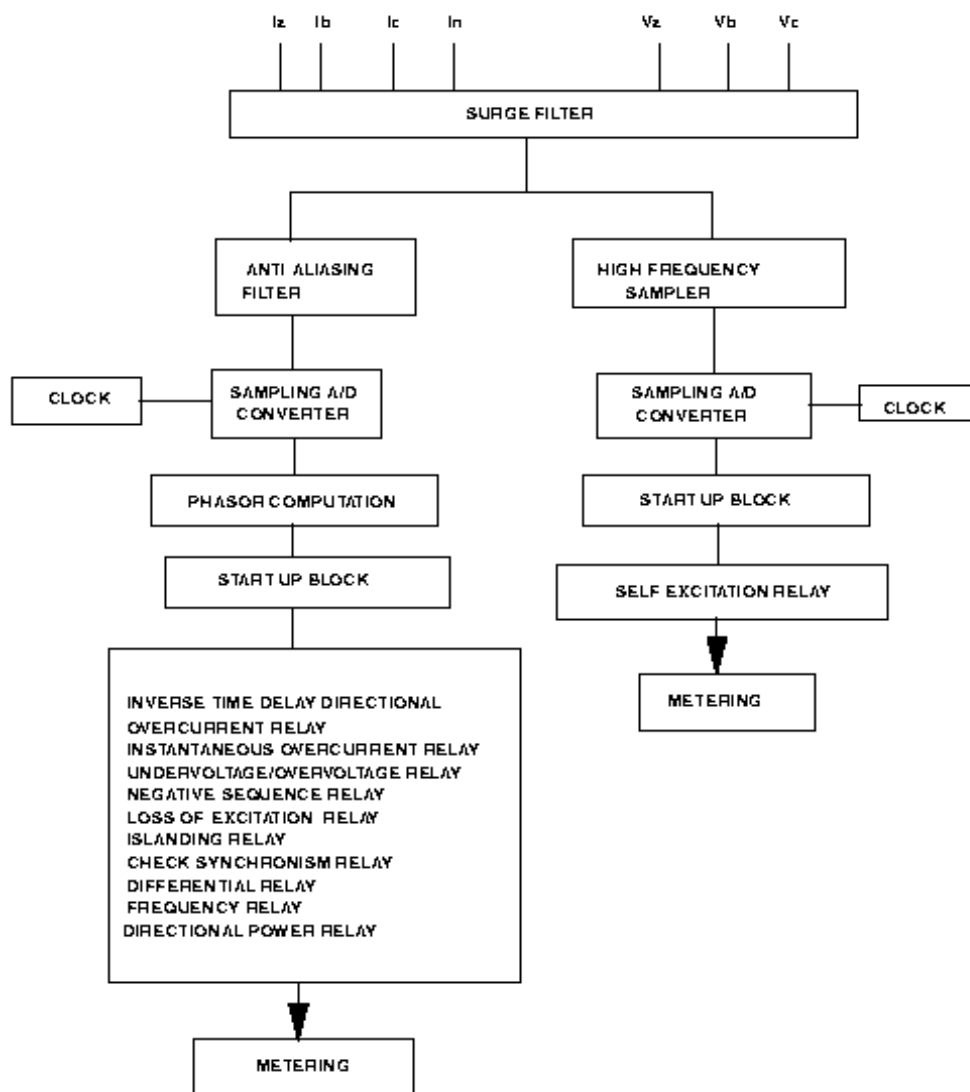 Iz Ib Ic In Vz Vb Vc
SURGE FILTER
ANTI ALIASING
FILTER
HIGH FREQUENCY
SAMPLER
CLOCK
SAMPLING A/D
CONVERTER
SAMPLING A/D
CONVERTER
CLOCK
PHASOR COMPUTATION
START UP BLOCK
START UP BLOCK
SELF EXCITATION RELAY
METERING
INVERSE TIME DELAY DIRECTIONAL
OVERCURRENT RELAY
INSTANTANEOUS OVERCURRENT RELAY
UNDERVOLTAGE/OVERVOLTAGE RELAY
NEGATIVE SEQUENCE RELAY
LOSS OF EXCITATION RELAY
ISLANDING RELAY
CHECK SYNCHRONISM RELAY
DIFFERENTIAL RELAY
FREQUENCY RELAY
DIRECTIONAL POWER RELAY
METERING